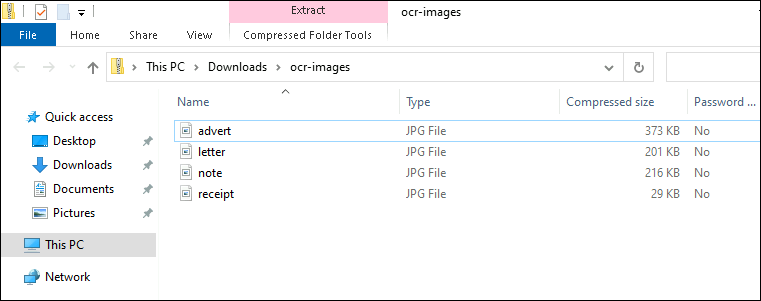 Extract
ocr-images
File
Home
Share
View
Compressed Folder Tools
This PC
Downloads
ocr-images
Quick access
Desktop
Downloads
Documents
Pictures
This PC
Network
Name Type Compressed size Password ...
advert JPG File 373 KB No
letter JPG File 201 KB No
note JPG File 216 KB No
receipt JPG File 29 KB No